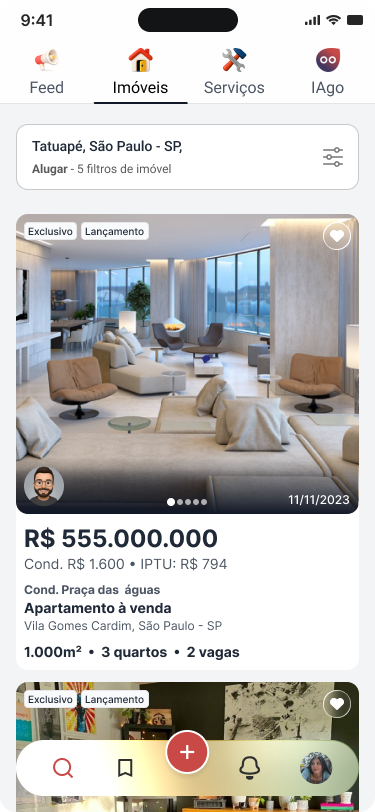 9:41
Feed
Imóveis
Serviços
IAgo
Tatuapé, São Paulo - SP,
Alugar - 5 filtros de imóvel
Exclusivo
Lançamento
11/11/2023
R$ 555.000.000
Cond. R$ 1.600 • IPTU: R$ 794
Cond. Praça das águas
Apartamento à venda
Vila Gomes Cardim, São Paulo - SP
1.000m² • 3 quartos • 2 vagas
Exclusivo
Lançamento